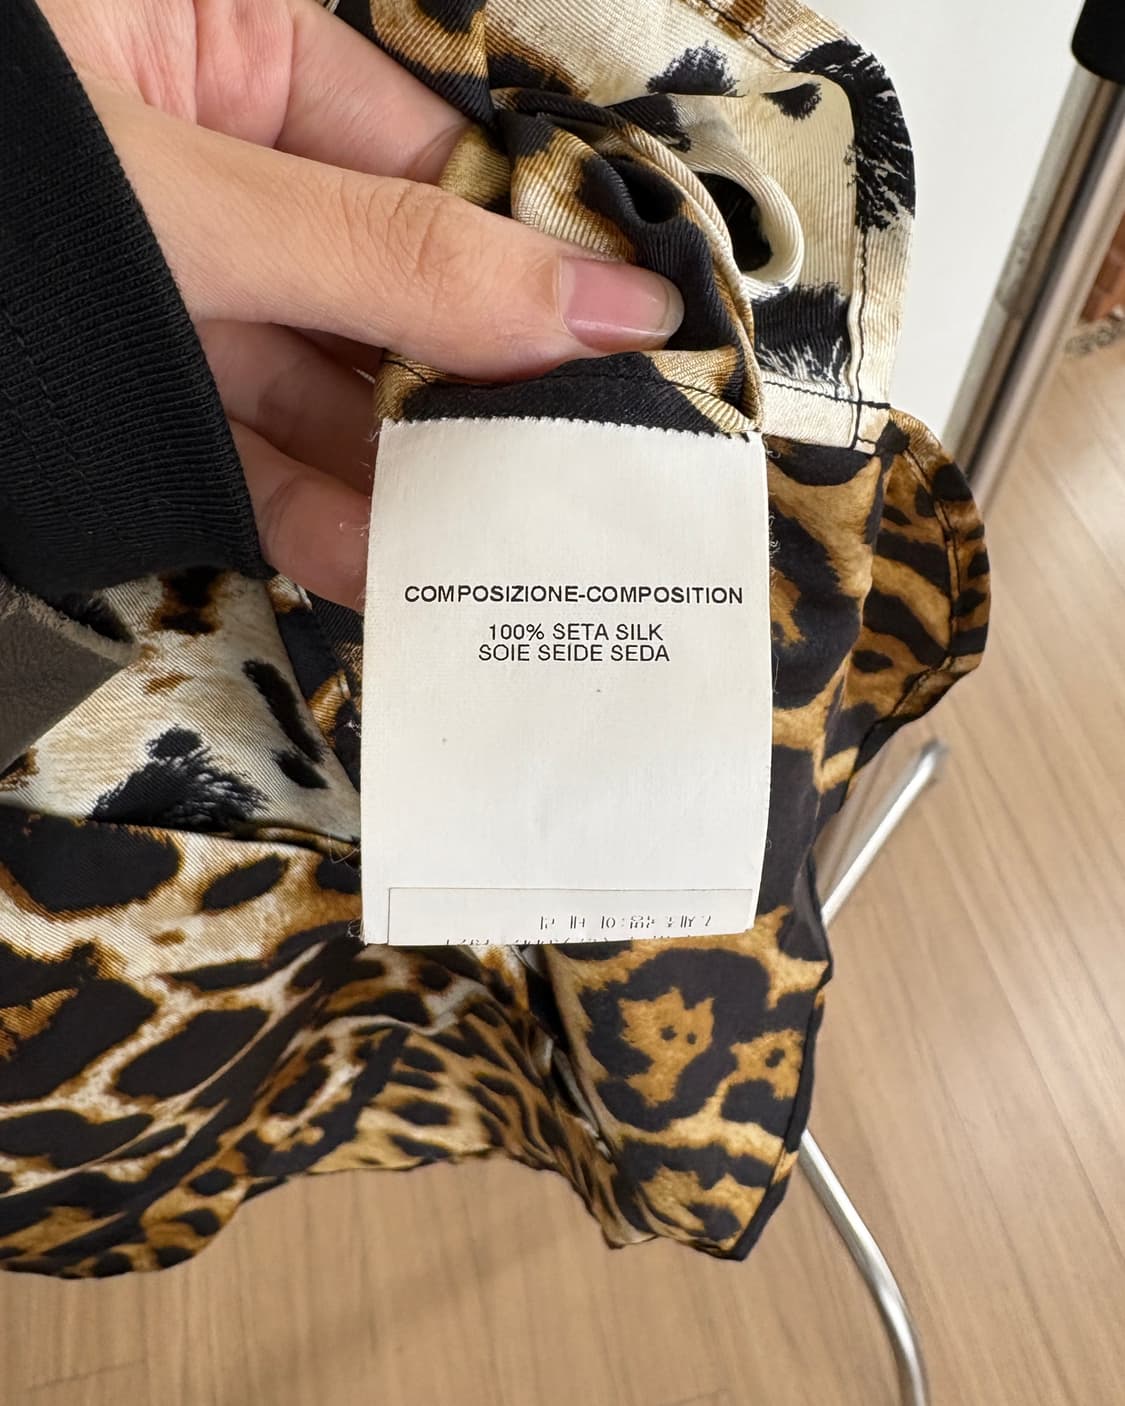 COMPOSIZIONE-COMPOSITION
100% SETA SILK
SOIE SEIDE SEDA